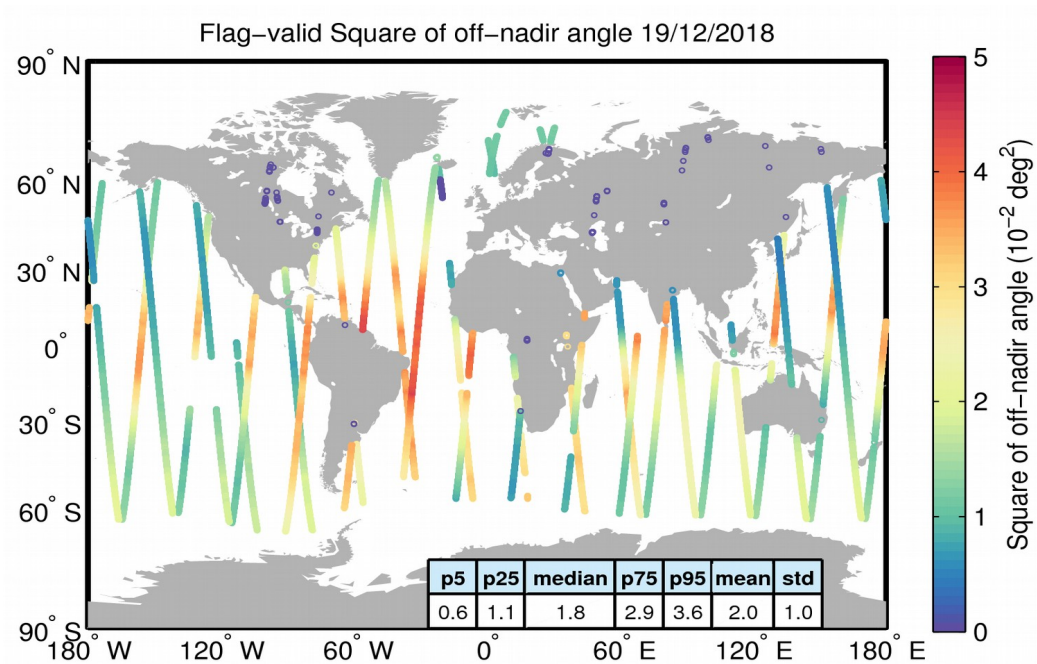 Flag-valid Square of off-nadir angle 19/12/2018
90° N
60° N
30° N
0°
30° S
60° S
90° S
180° W
120° W
60° W
0°
60° E
120° E
180° E
p5 p25 median p75 p95 mean std
0.6 1.1 1.8 2.9 3.6 2.0 1.0
5
4
3
2
1
0
Square of off-nadir angle (10⁻² deg²)